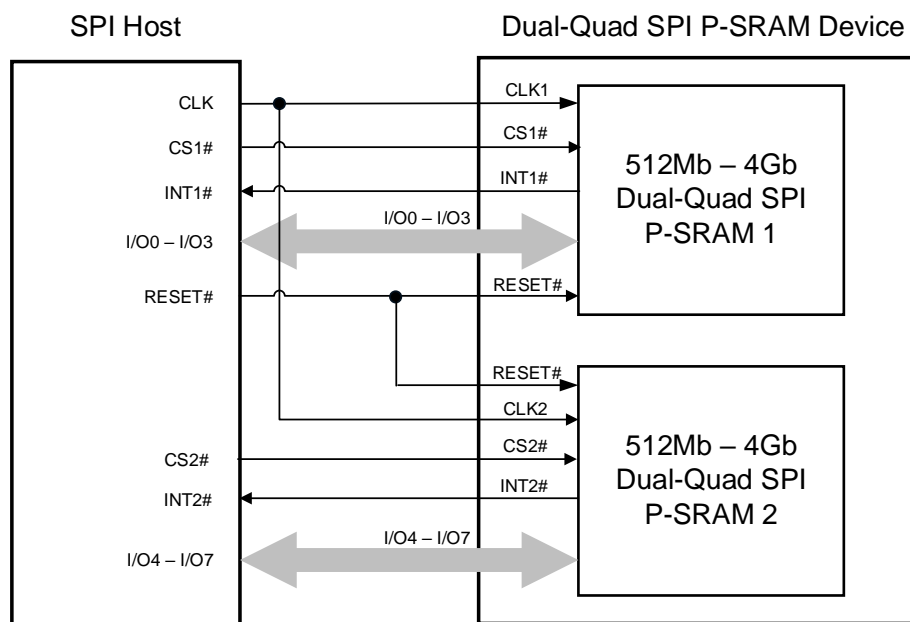 SPI Host
Dual-Quad SPI P-SRAM Device
CLK
CLK1
CS1#
CS1#
INT1#
INT1#
I/O0 – I/O3
I/O0 – I/O3
RESET#
RESET#
512Mb – 4Gb
Dual-Quad SPI
P-SRAM 1
RESET#
CLK2
CS2#
CS2#
INT2#
INT2#
I/O4 – I/O7
I/O4 – I/O7
512Mb – 4Gb
Dual-Quad SPI
P-SRAM 2